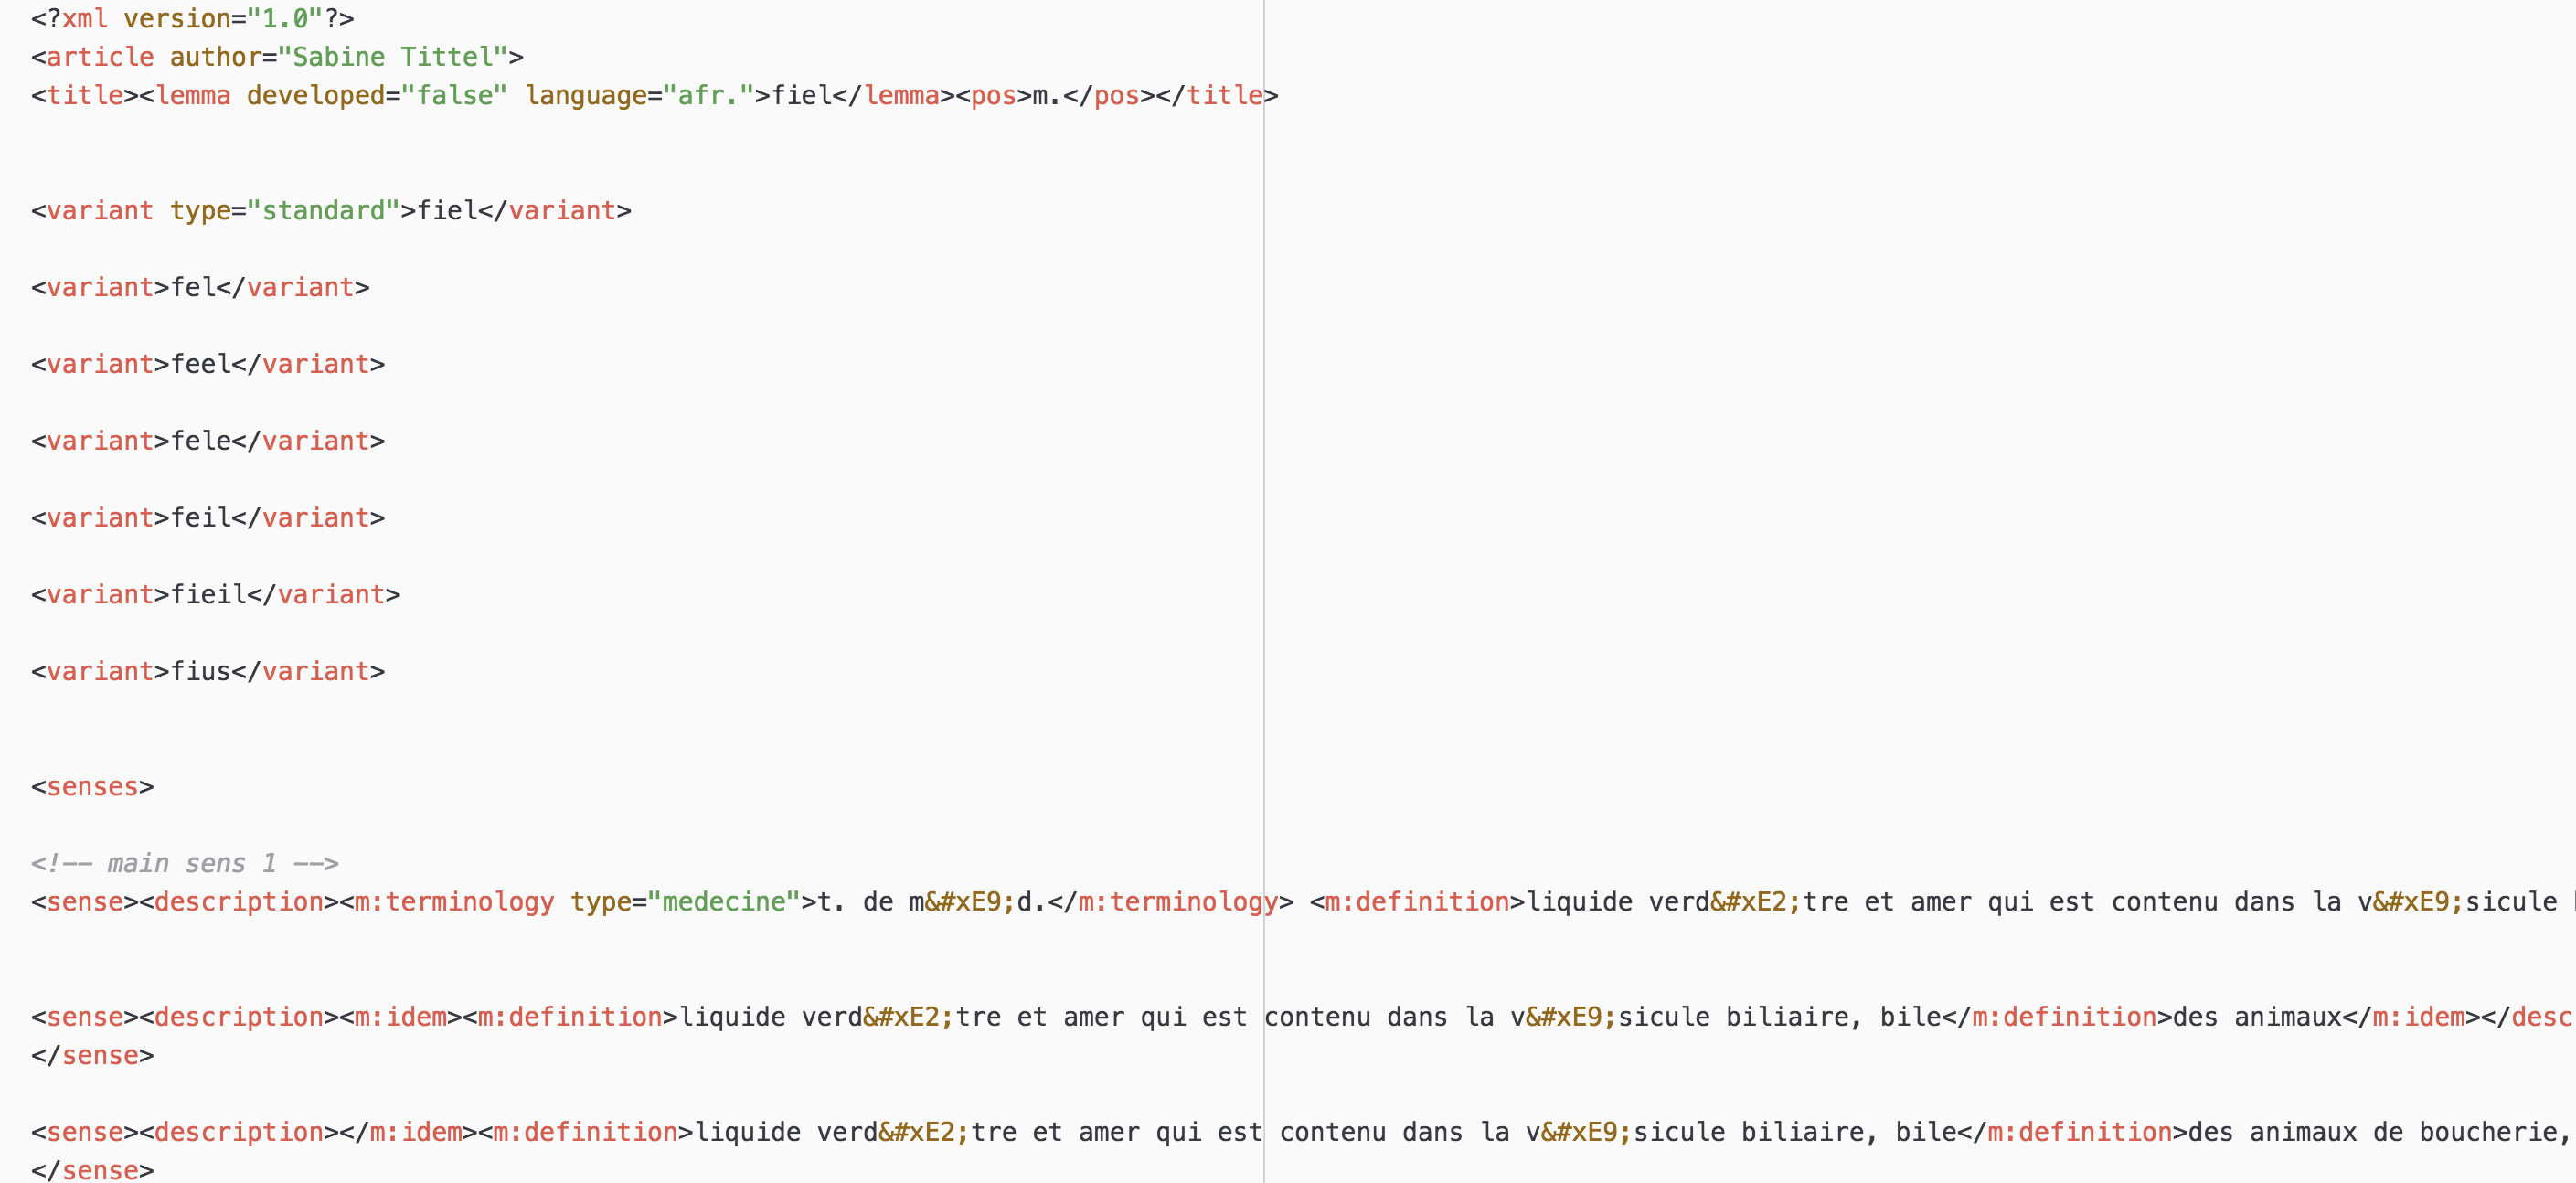 <?xml version="1.0"?>
<article author="Sabine Tittel">
<title><lemma developed="false" language="afr.">fiel</lemma><pos>m.</pos></title>
<variant type="standard">fiel</variant>
<variant>fel</variant>
<variant>feel</variant>
<variant>fele</variant>
<variant>feil</variant>
<variant>fieil</variant>
<variant>fius</variant>
<senses>
<!-- main sens 1 -->
<sense><description><m:terminology type="medecine">t. de m&#xE9;d.</m:terminology> <m:definition>liquide verd&#xE2;tre et amer qui est contenu dans la v&#xE9;sicule
<sense><description><m:idem><m:definition>liquide verd&#xE2;tre et amer qui est contenu dans la v&#xE9;sicule biliaire, bile</m:definition>des animaux</m:idem></desc
</sense>
<sense><description></m:idem><m:definition>liquide verd&#xE2;tre et amer qui est contenu dans la v&#xE9;sicule biliaire, bile</m:definition>des animaux de boucherie,
</sense>